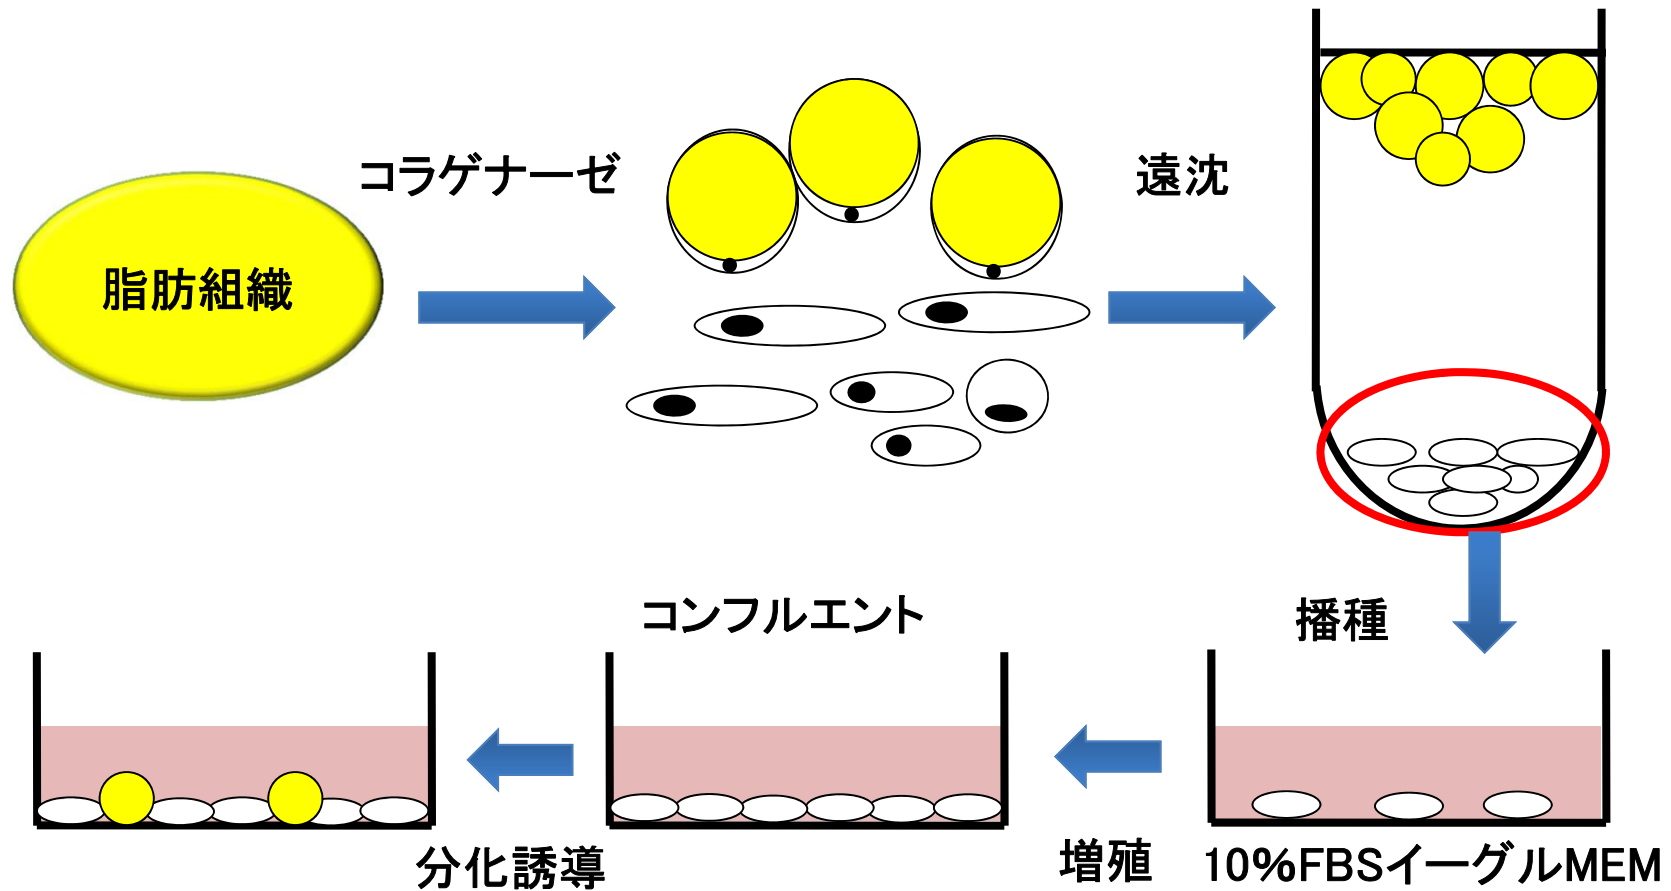 脂肪組織
コラゲナーゼ
遠沈
播種
10%FBSイーグルMEM
増殖
コンフルエント
分化誘導